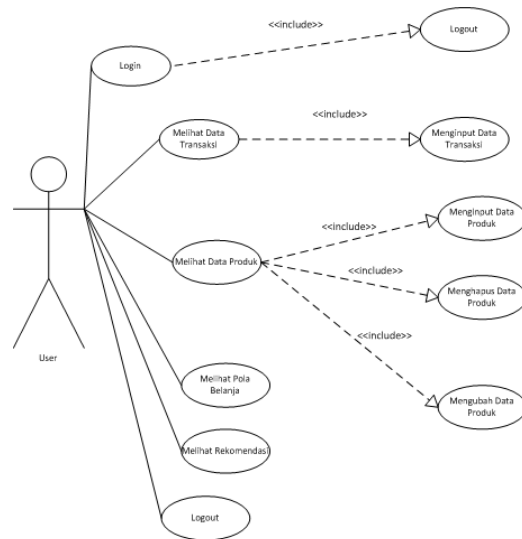 <<include>>
Logout
Login
<<include>>
Melihat Data
Transaksi
Menginput Data
Transaksi
Menginput Data
Produk
<<include>>
Melihat Data Produk
<<include>>
Menghapus Data
Produk
<<include>>
User
Melihat Pola
Belanja
Mengubah Data
Produk
Melihat Rekomendasi
Logout